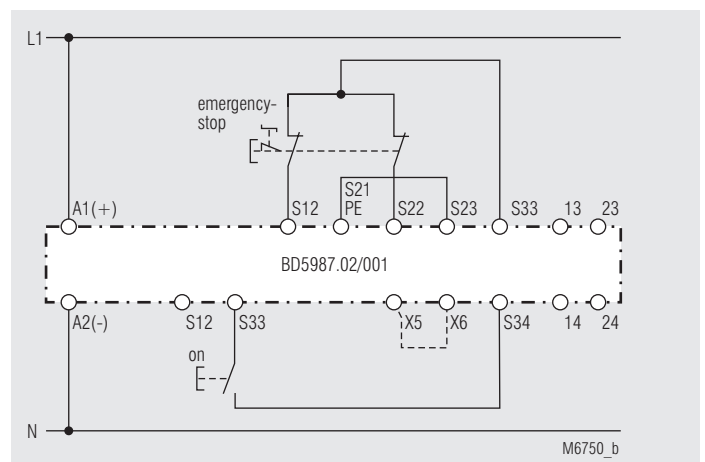 L1
emergency-
stop
S21
A1(+) S12 PE S22 S23 S33 13 23
BD5987.02/001
A2(-) S12 S33 X5 X6 S34 14 24
on
N
M6750_b